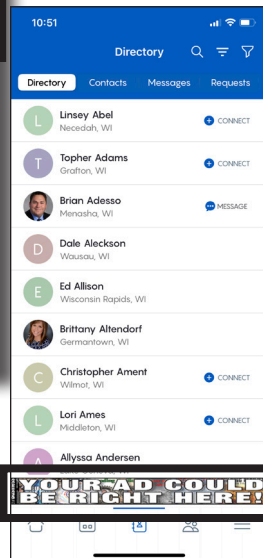 10:51
Directory
Directory Contacts Messages Requests
L Linsey Abel
Necedah, WI
CONNECT
T Topher Adams
Grafton, WI
CONNECT
Brian Adesso
Menasha, WI
MESSAGE
D Dale Aleckson
Wausau, WI
E Ed Allison
Wisconsin Rapids, WI
Brittany Altendorf
Germantown, WI
C Christopher Ament
Wilmot, WI
CONNECT
L Lori Ames
Middleton, WI
CONNECT
A Allyssa Andersen
YOUR AD COULD
BE RIGHT HERE!